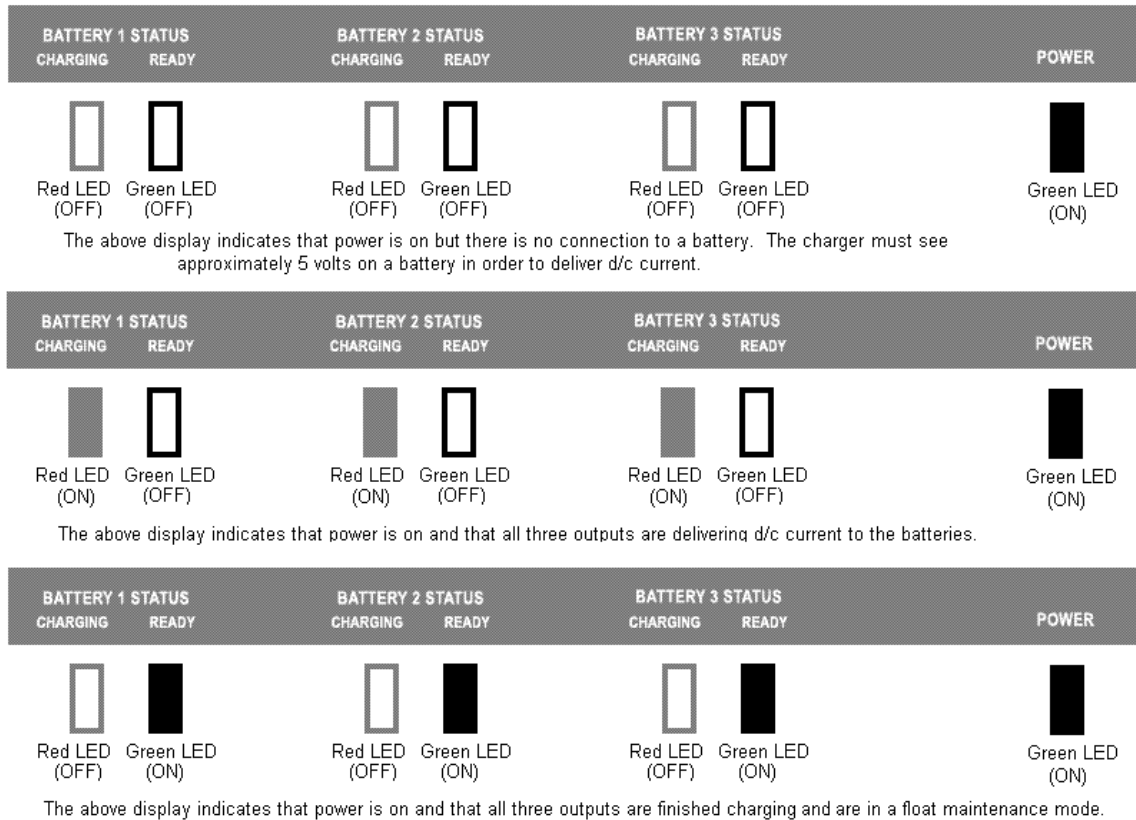 BATTERY 1 STATUS BATTERY 2 STATUS BATTERY 3 STATUS
CHARGING READY CHARGING READY CHARGING READY POWER
Red LED Green LED Red LED Green LED Red LED Green LED Green LED
(OFF) (OFF) (OFF) (OFF) (OFF) (OFF) (ON)
The above display indicates that power is on but there is no connection to a battery. The charger must see
approximately 5 volts on a battery in order to deliver d/c current.
BATTERY 1 STATUS BATTERY 2 STATUS BATTERY 3 STATUS
CHARGING READY CHARGING READY CHARGING READY POWER
Red LED Green LED Red LED Green LED Red LED Green LED Green LED
(ON) (OFF) (ON) (OFF) (ON) (OFF) (ON)
The above display indicates that power is on and that all three outputs are delivering d/c current to the batteries.
BATTERY 1 STATUS BATTERY 2 STATUS BATTERY 3 STATUS
CHARGING READY CHARGING READY CHARGING READY POWER
Red LED Green LED Red LED Green LED Red LED Green LED Green LED
(OFF) (ON) (OFF) (ON) (OFF) (ON) (ON)
The above display indicates that power is on and that all three outputs are finished charging and are in a float maintenance mode.